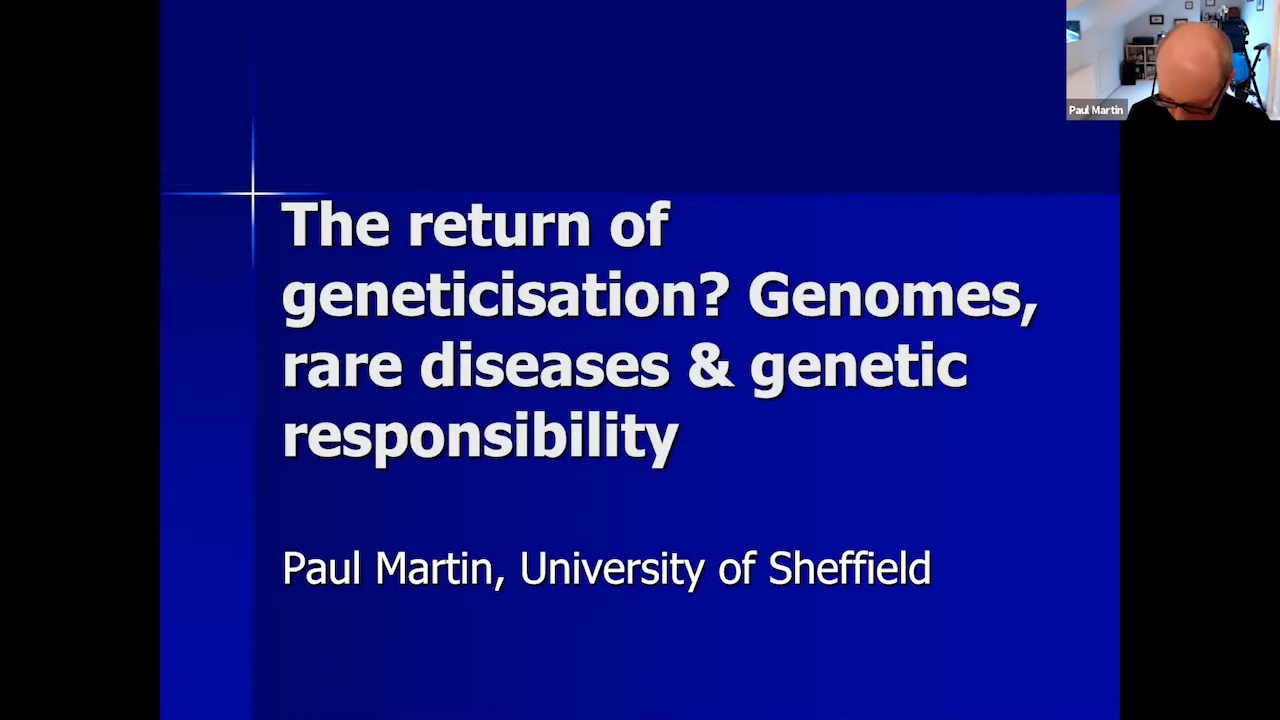 Paul Martin
The return of
geneticisation? Genomes,
rare diseases & genetic
responsibility
Paul Martin, University of Sheffield